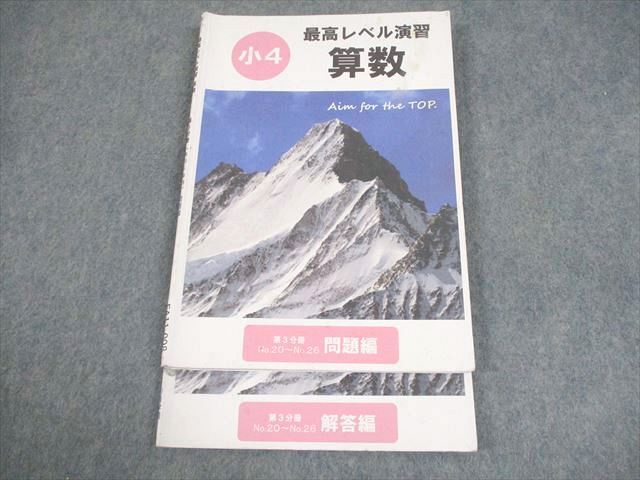 小4
最高レベル演習
算数
Aim for the TOP.
第3分冊
No.20～No.26
問題編
第3分冊
No.20～No.26
解答編